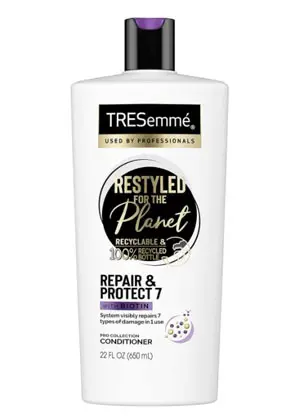 TRESemmé
USED BY PROFESSIONALS
RESTYLED
FOR THE
Planet
RECYCLABLE &
100% RECYCLED
BOTTLE
REPAIR &
PROTECT 7
with BIOTIN
System visibly repairs 7
types of damage in 1 use
PRO COLLECTION
CONDITIONER
22 FL OZ (650 mL)